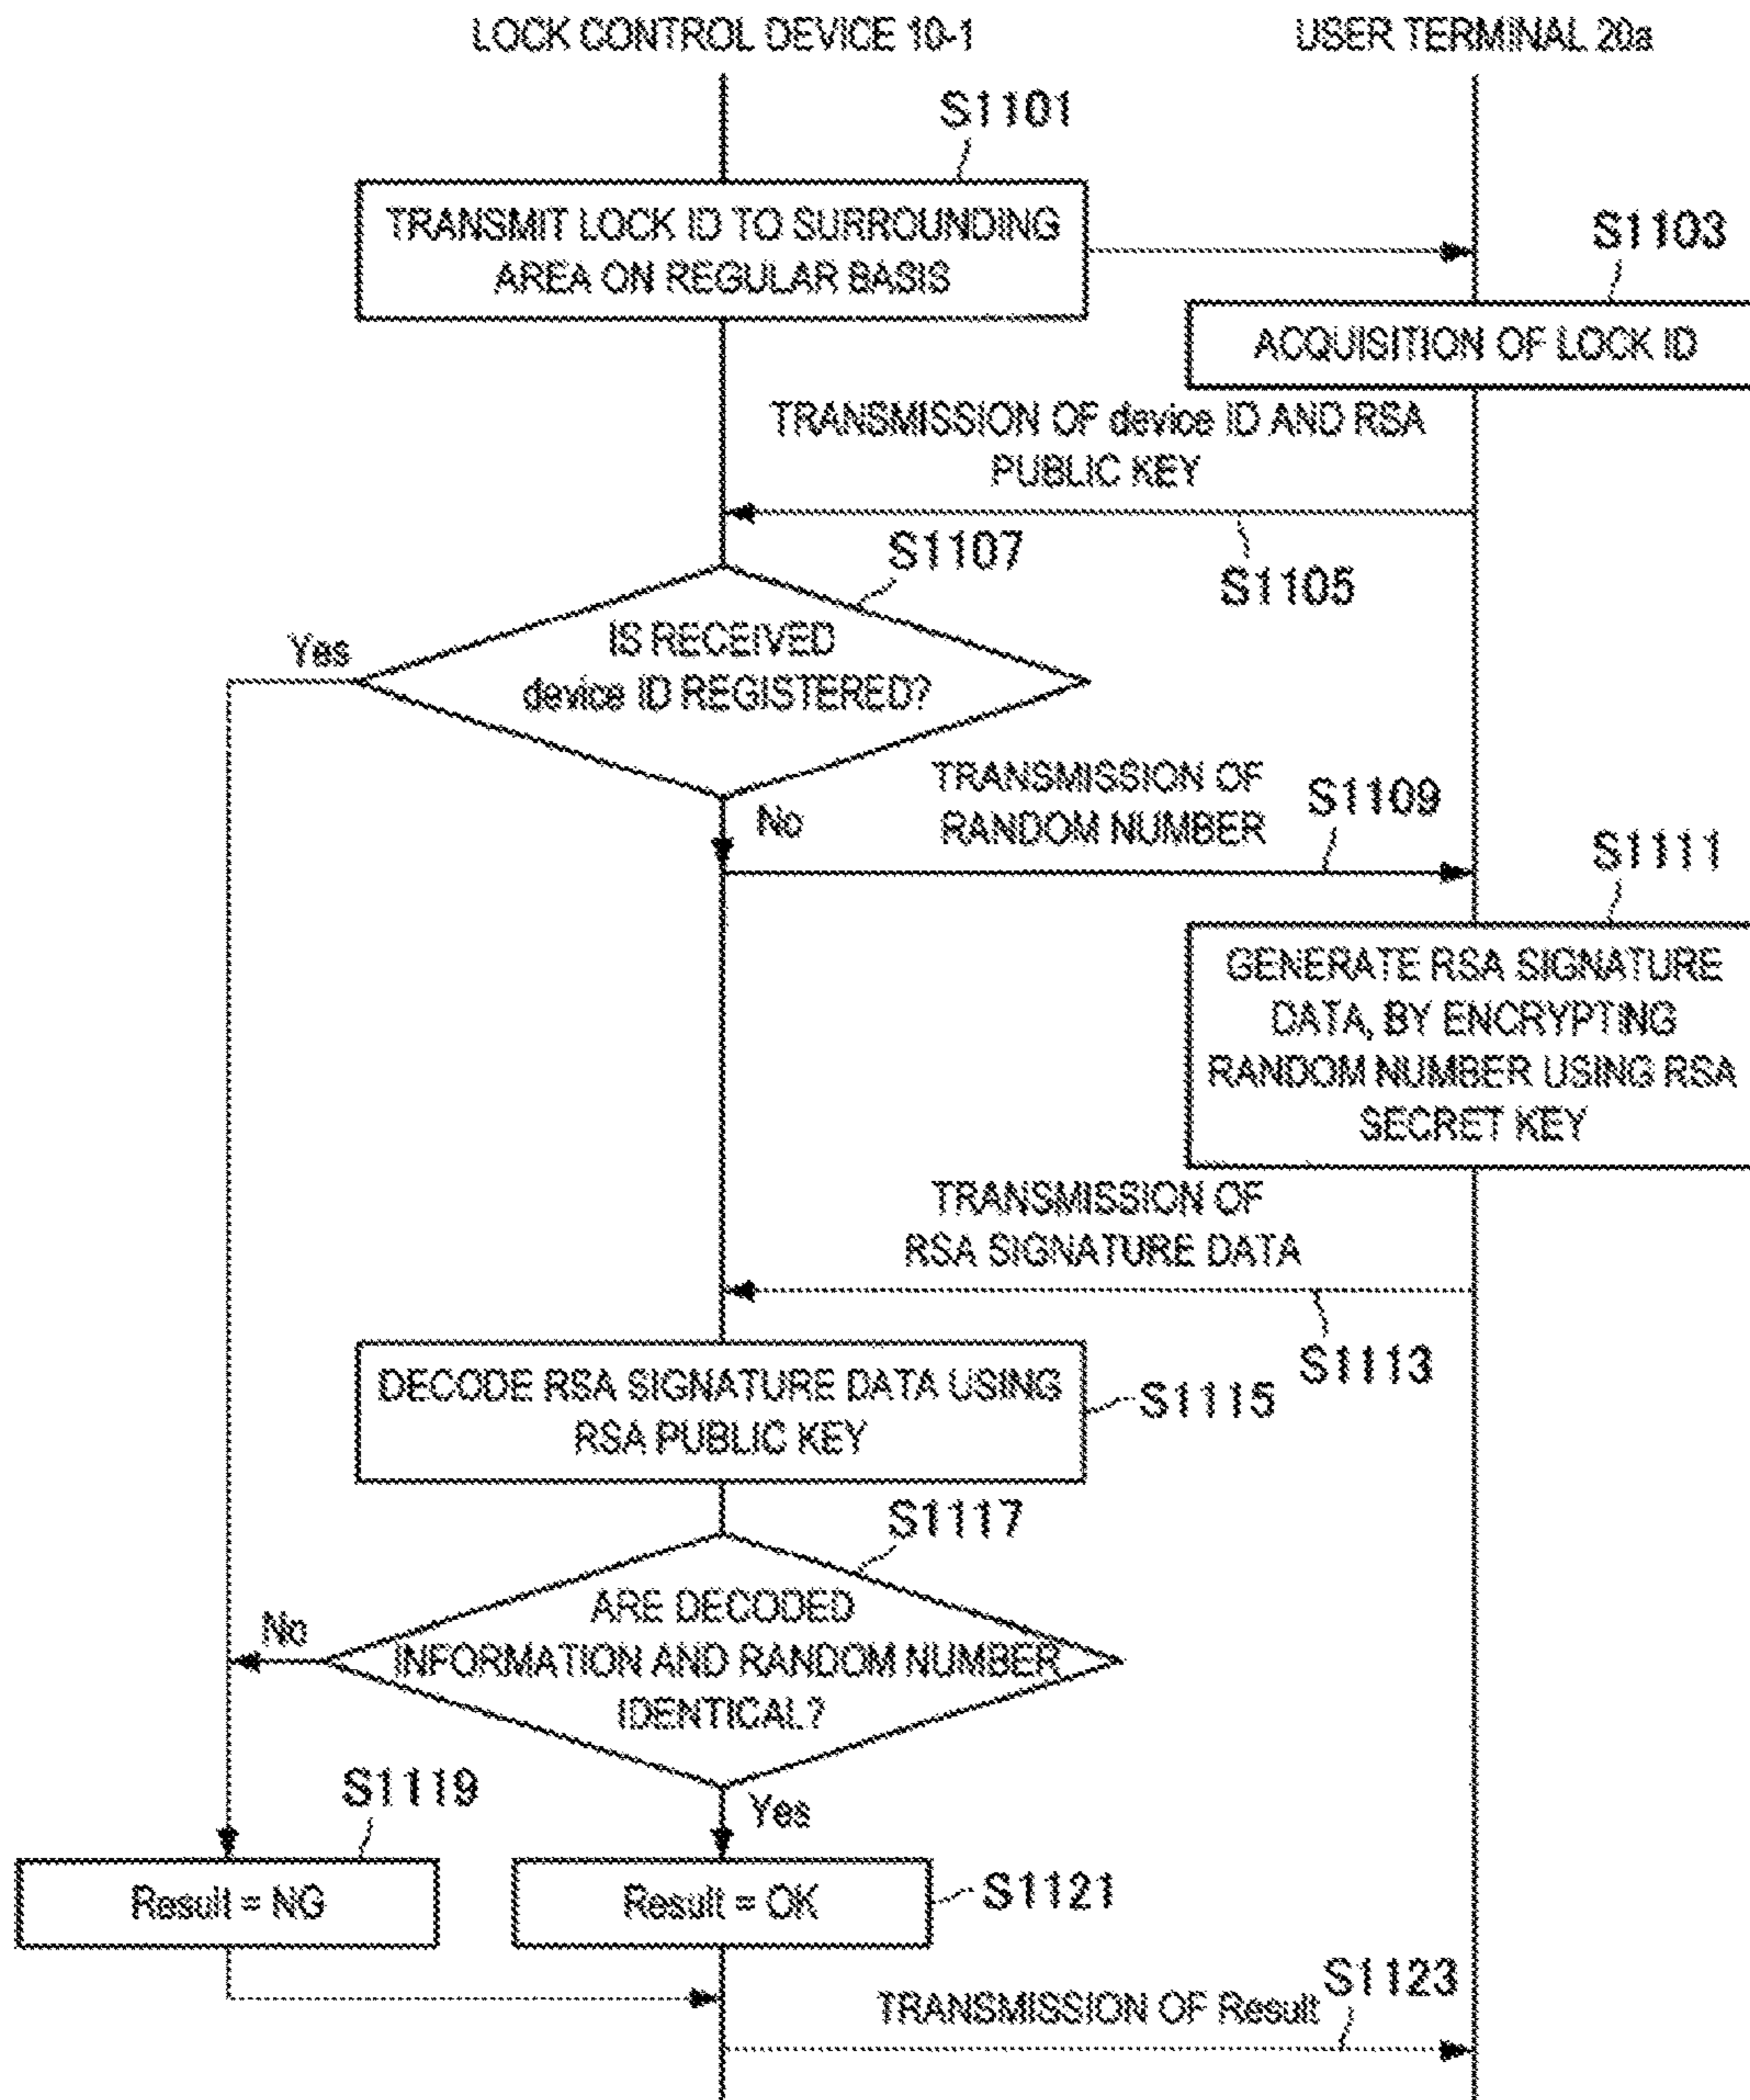 LOCK CONTROL DEVICE 10-1
USER TERMINAL 20a
S1101
TRANSMIT LOCK ID TO SURROUNDING
AREA ON REGULAR BASIS
S1103
ACQUISITION OF LOCK ID
TRANSMISSION OF device ID AND RSA
PUBLIC KEY
S1105
S1107
IS RECEIVED
device ID REGISTERED?
Yes
No
TRANSMISSION OF
RANDOM NUMBER
S1109
S1111
GENERATE RSA SIGNATURE
DATA, BY ENCRYPTING
RANDOM NUMBER USING RSA
SECRET KEY
TRANSMISSION OF
RSA SIGNATURE DATA
S1113
DECODE RSA SIGNATURE DATA USING
RSA PUBLIC KEY
S1115
S1117
ARE DECODED
INFORMATION AND RANDOM NUMBER
IDENTICAL?
No
Yes
S1119
Result = NG
Result = OK
S1121
TRANSMISSION OF Result
S1123